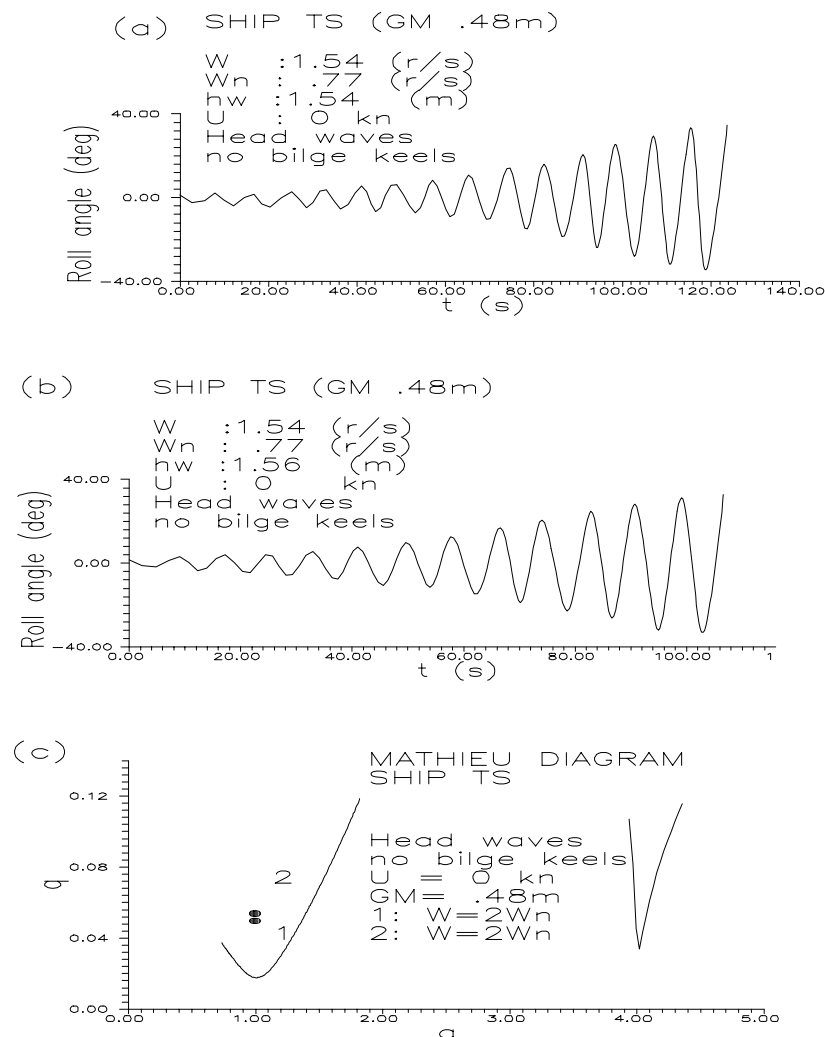 (a) SHIP TS (GM .48m)
W :1.54 (r/s)
Wn : .77 (r/s)
hw :1.54 (m)
U : 0 kn
Head waves
no bilge keels
40.00
0.00
-40.00
Roll angle (deg)
0.00 20.00 40.00 60.00 80.00 100.00 120.00 140.00
t (s)
(b) SHIP TS (GM .48m)
W :1.54 (r/s)
Wn : .77 (r/s)
hw :1.56 (m)
U : 0 kn
Head waves
no bilge keels
40.00
0.00
-40.00
Roll angle (deg)
0.00 20.00 40.00 60.00 80.00 100.00 1
t (s)
(c) MATHIEU DIAGRAM
SHIP TS
Head waves
no bilge keels
U = 0 kn
GM= .48m
1: W=2Wn
2: W=2Wn
2
1
0.12
0.08
0.04
0.00
q
0.00 1.00 2.00 3.00 4.00 5.00